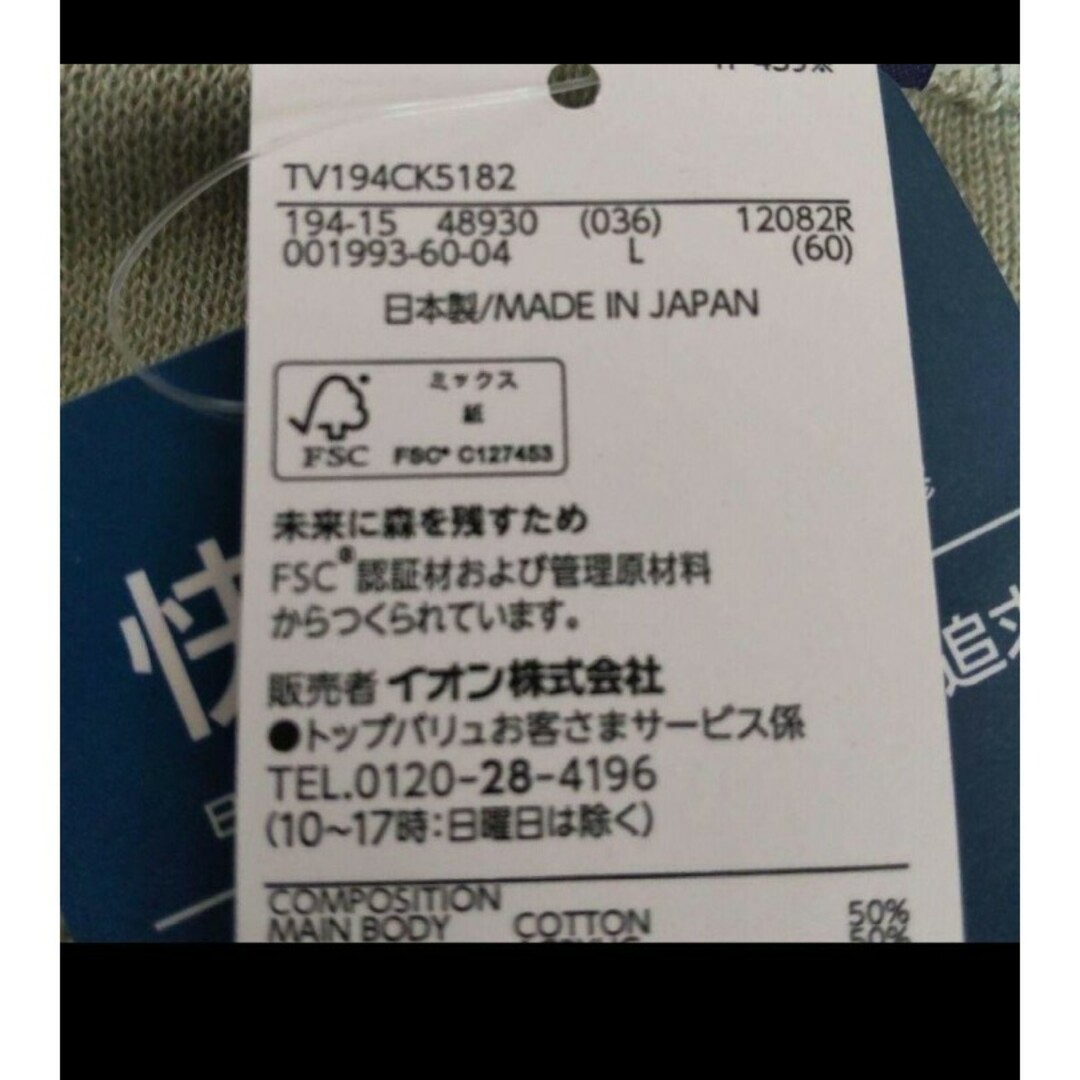 TV194CK5182
194-15 48930 (036) 12082R
001993-60-04 L (60)
日本製/MADE IN JAPAN
ミックス
紙
FSC FSC® C127453
未来に森を残すため
FSC®認証材および管理原材料
からつくられています。
販売者 イオン株式会社
●トップバリュお客さまサービス係
TEL.0120-28-4196
(10~17時:日曜日は除く)
COMPOSITION
MAIN BODY COTTON 50%
50%
快
追求